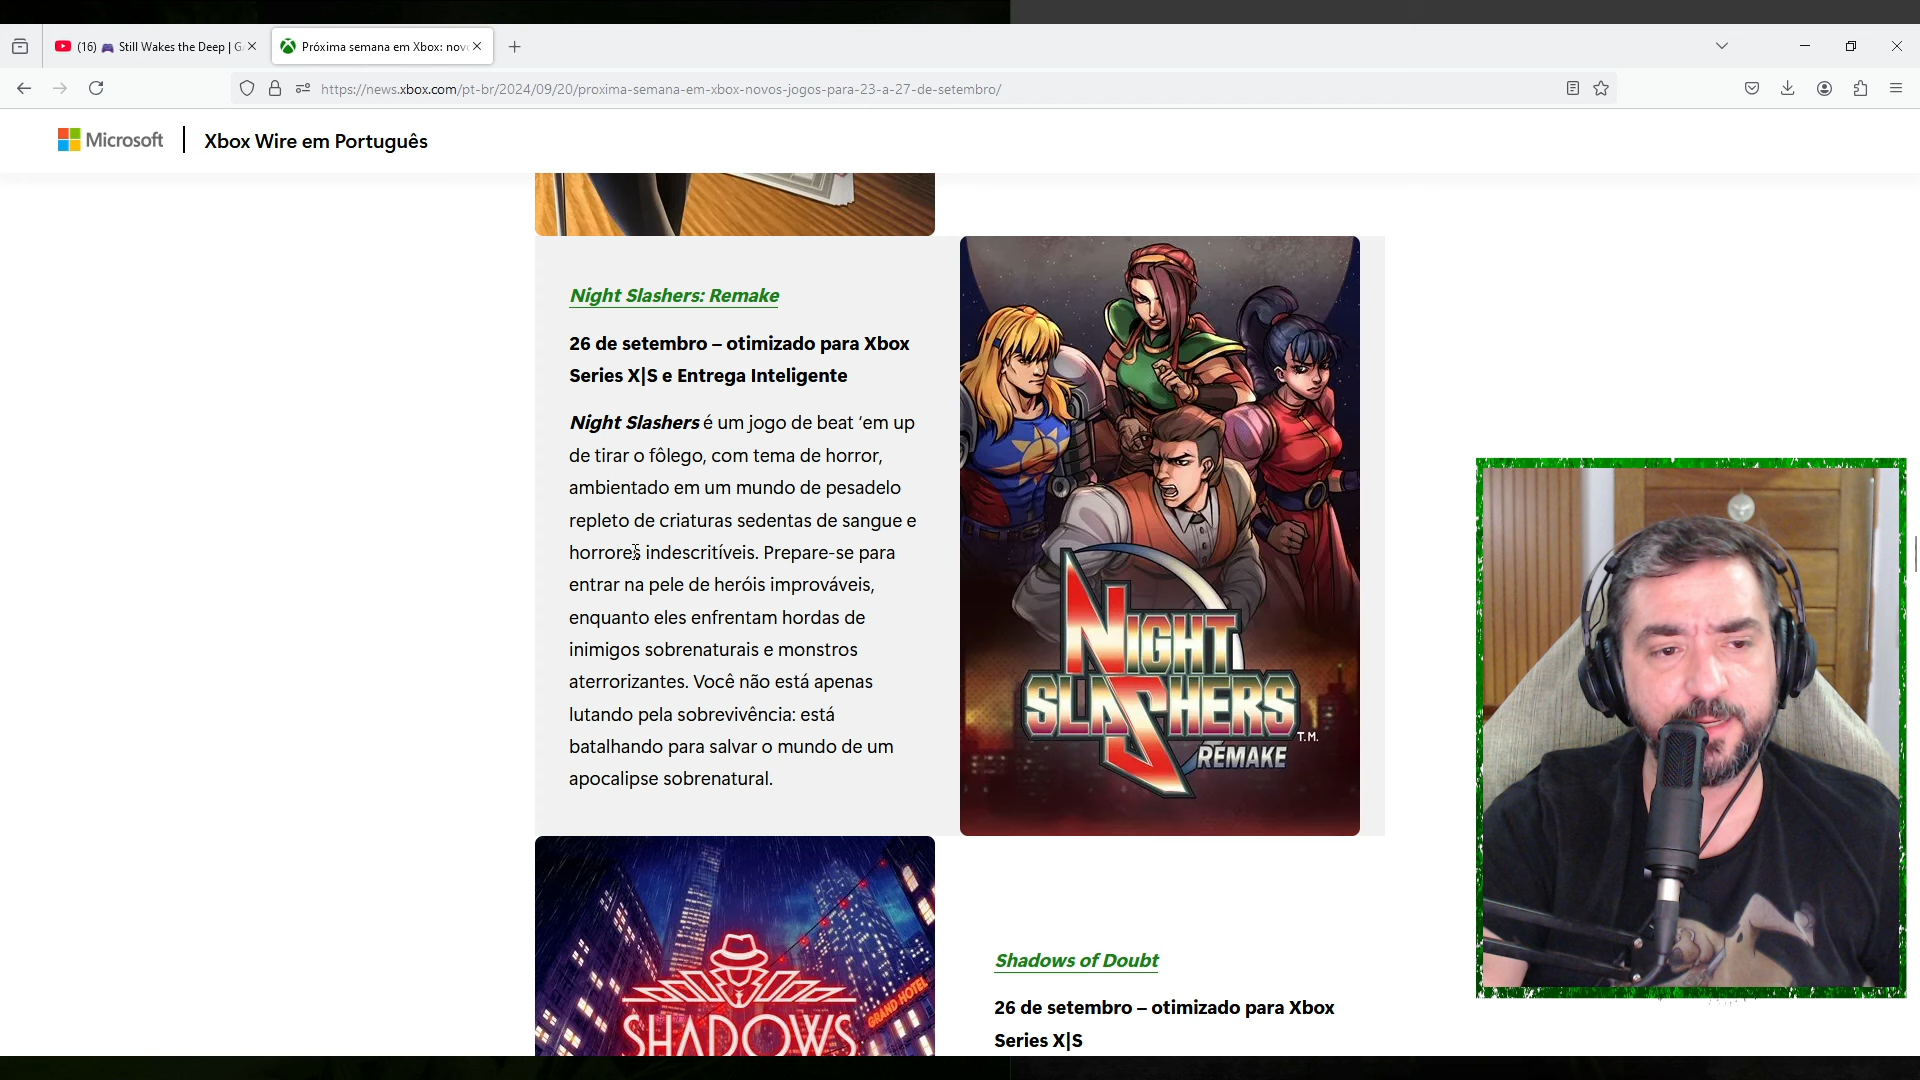 (16) 🎮 Still Wakes the Deep | G
Próxima semana em Xbox: nov
https://news.xbox.com/pt-br/2024/09/20/proxima-semana-em-xbox-novos-jogos-para-23-a-27-de-setembro/
Microsoft
Xbox Wire em Português
Night Slashers: Remake
26 de setembro – otimizado para Xbox
Series X|S e Entrega Inteligente
Night Slashers é um jogo de beat ‘em up
de tirar o fôlego, com tema de horror,
ambientado em um mundo de pesadelo
repleto de criaturas sedentas de sangue e
horrores indescritíveis. Prepare-se para
entrar na pele de heróis improváveis,
enquanto eles enfrentam hordas de
inimigos sobrenaturais e monstros
aterrorizantes. Você não está apenas
lutando pela sobrevivência: está
batalhando para salvar o mundo de um
apocalipse sobrenatural.
NIGHT
SLASHERS T.M.
REMAKE
GRAND HOTEL
SHADOWS
Shadows of Doubt
26 de setembro – otimizado para Xbox
Series X|S